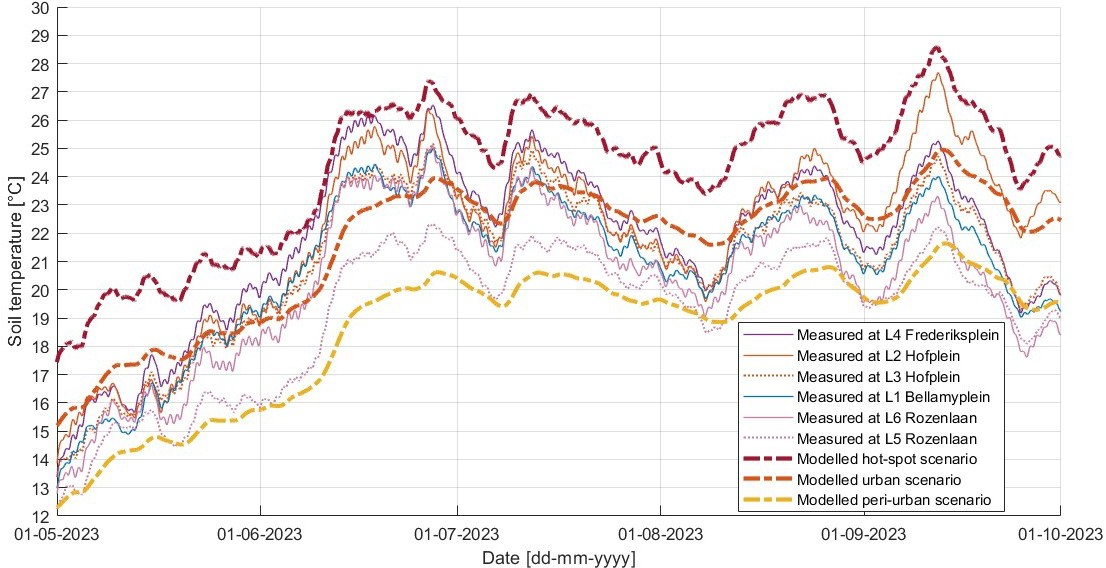 30
29
28
27
26
25
24
23
22
21
20
19
18
17
16
15
14
13
12
Soil temperature [°C]
01-05-2023 01-06-2023 01-07-2023 01-08-2023 01-09-2023 01-10-2023
Date [dd-mm-yyyy]
Measured at L4 Frederiksplein
Measured at L2 Hofplein
Measured at L3 Hofplein
Measured at L1 Bellamyplein
Measured at L6 Rozenlaan
Measured at L5 Rozenlaan
Modelled hot-spot scenario
Modelled urban scenario
Modelled peri-urban scenario